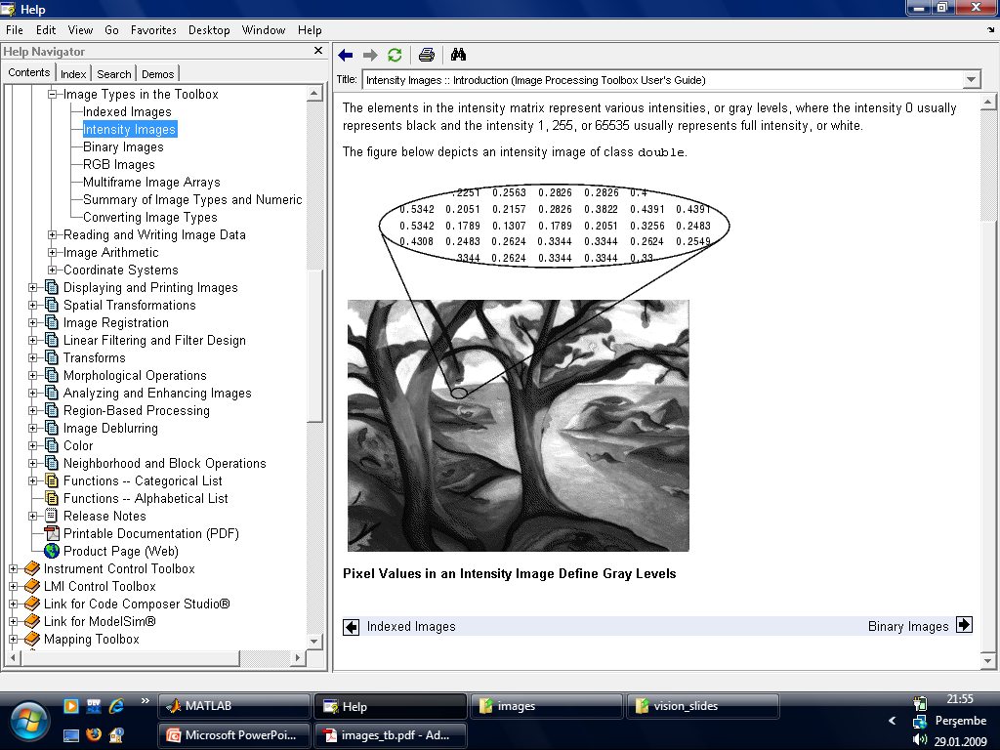 Help
File Edit View Go Favorites Desktop Window Help
Help Navigator
Contents Index Search Demos
Image Types in the Toolbox
Indexed Images
Intensity Images
Binary Images
RGB Images
Multiframe Image Arrays
Summary of Image Types and Numeric
Converting Image Types
Reading and Writing Image Data
Image Arithmetic
Coordinate Systems
Displaying and Printing Images
Spatial Transformations
Image Registration
Linear Filtering and Filter Design
Transforms
Morphological Operations
Analyzing and Enhancing Images
Region-Based Processing
Image Deblurring
Color
Neighborhood and Block Operations
Functions -- Categorical List
Functions -- Alphabetical List
Release Notes
Printable Documentation (PDF)
Product Page (Web)
Instrument Control Toolbox
LMI Control Toolbox
Link for Code Composer Studio®
Link for ModelSim®
Mapping Toolbox
Title: Intensity Images :: Introduction (Image Processing Toolbox User's Guide)
The elements in the intensity matrix represent various intensities, or gray levels, where the intensity 0 usually
represents black and the intensity 1, 255, or 65535 usually represents full intensity, or white.
The figure below depicts an intensity image of class double.
.2251 0.2563 0.2826 0.2826 0.4
0.5342 0.2051 0.2157 0.2826 0.3822 0.4391 0.4391
0.5342 0.1789 0.1307 0.1789 0.2051 0.3256 0.2483
0.4308 0.2483 0.2624 0.3344 0.3344 0.2624 0.2549
.3344 0.2624 0.3344 0.3344 0.33
Pixel Values in an Intensity Image Define Gray Levels
Indexed Images Binary Images
MATLAB Help images vision_slides
Microsoft PowerPoi... images_tb.pdf - Ad...
21:55
Perşembe
29.01.2009